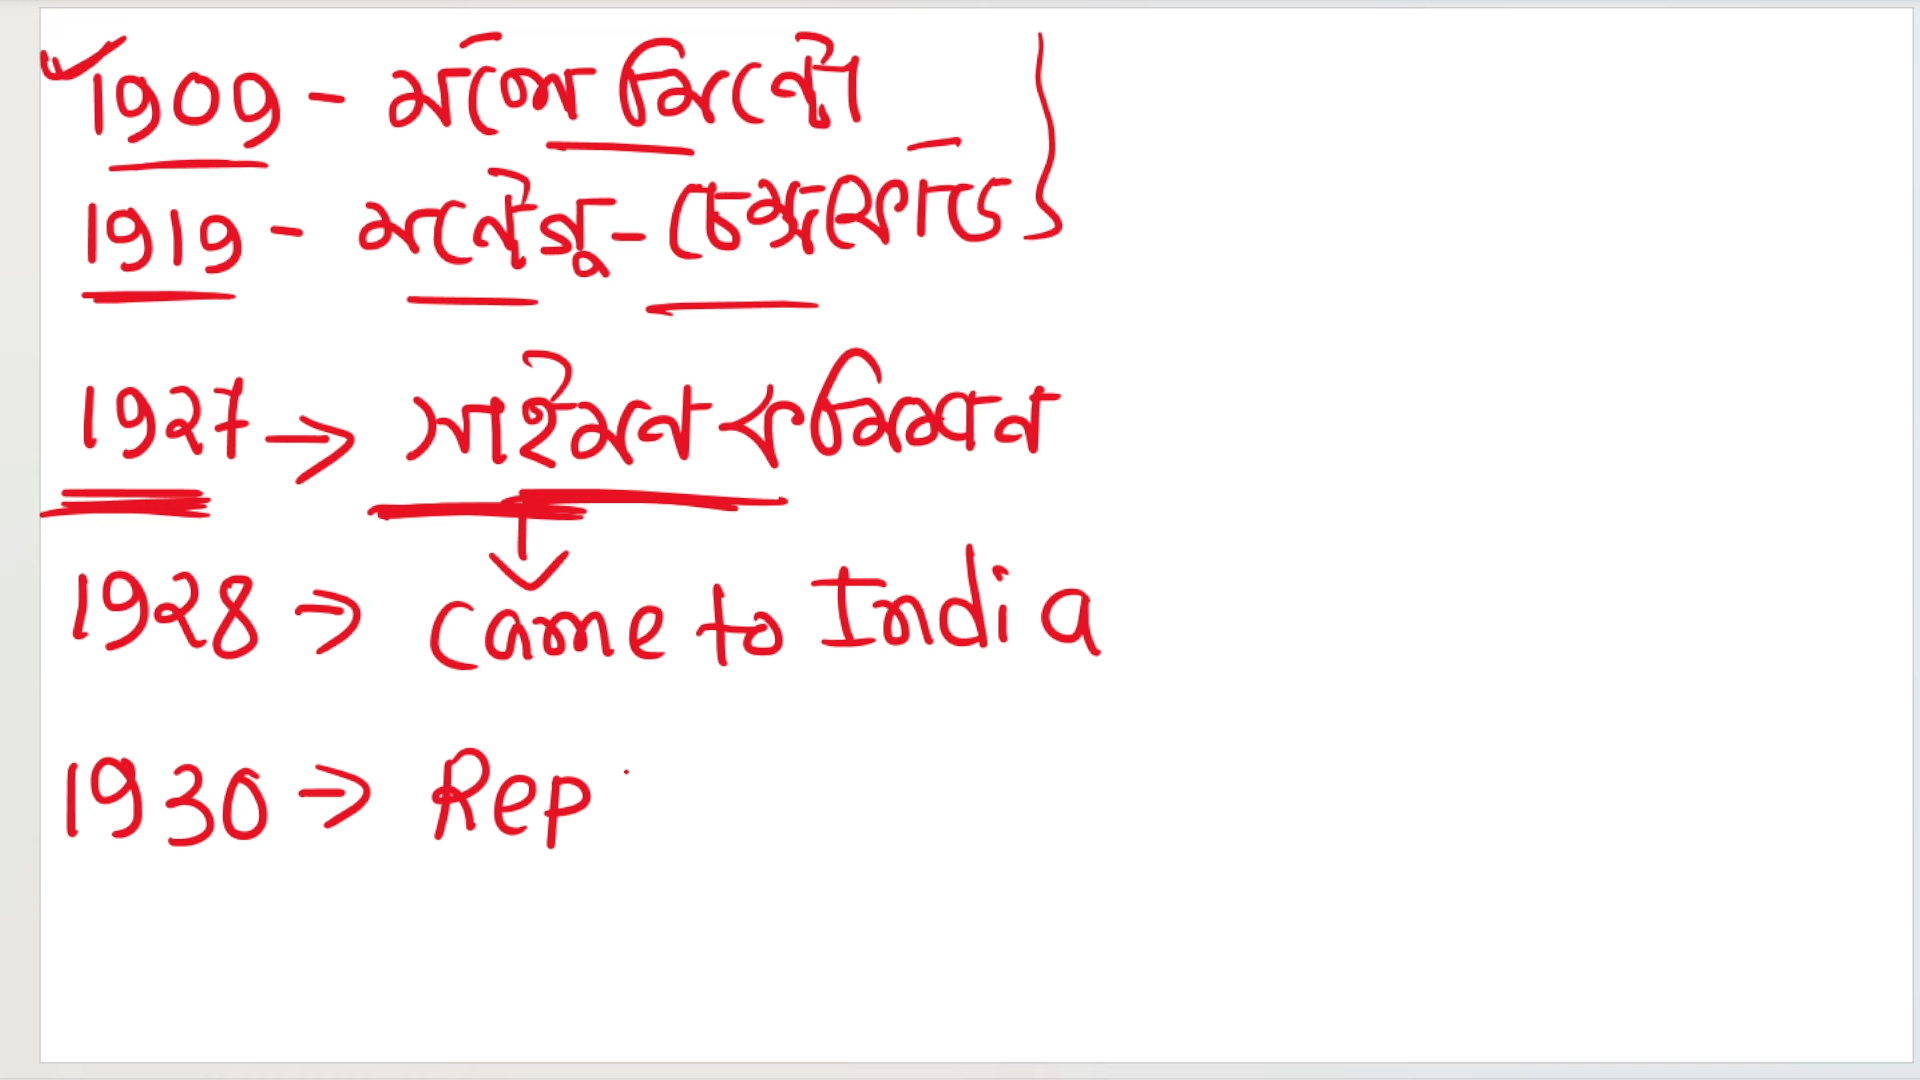 1909 - মর্লে মিন্টো
1919 - মন্টেগু - চেমসফোর্ড
1927 → সাইমন কমিশন
1928 → Came to India
1930 → Rep